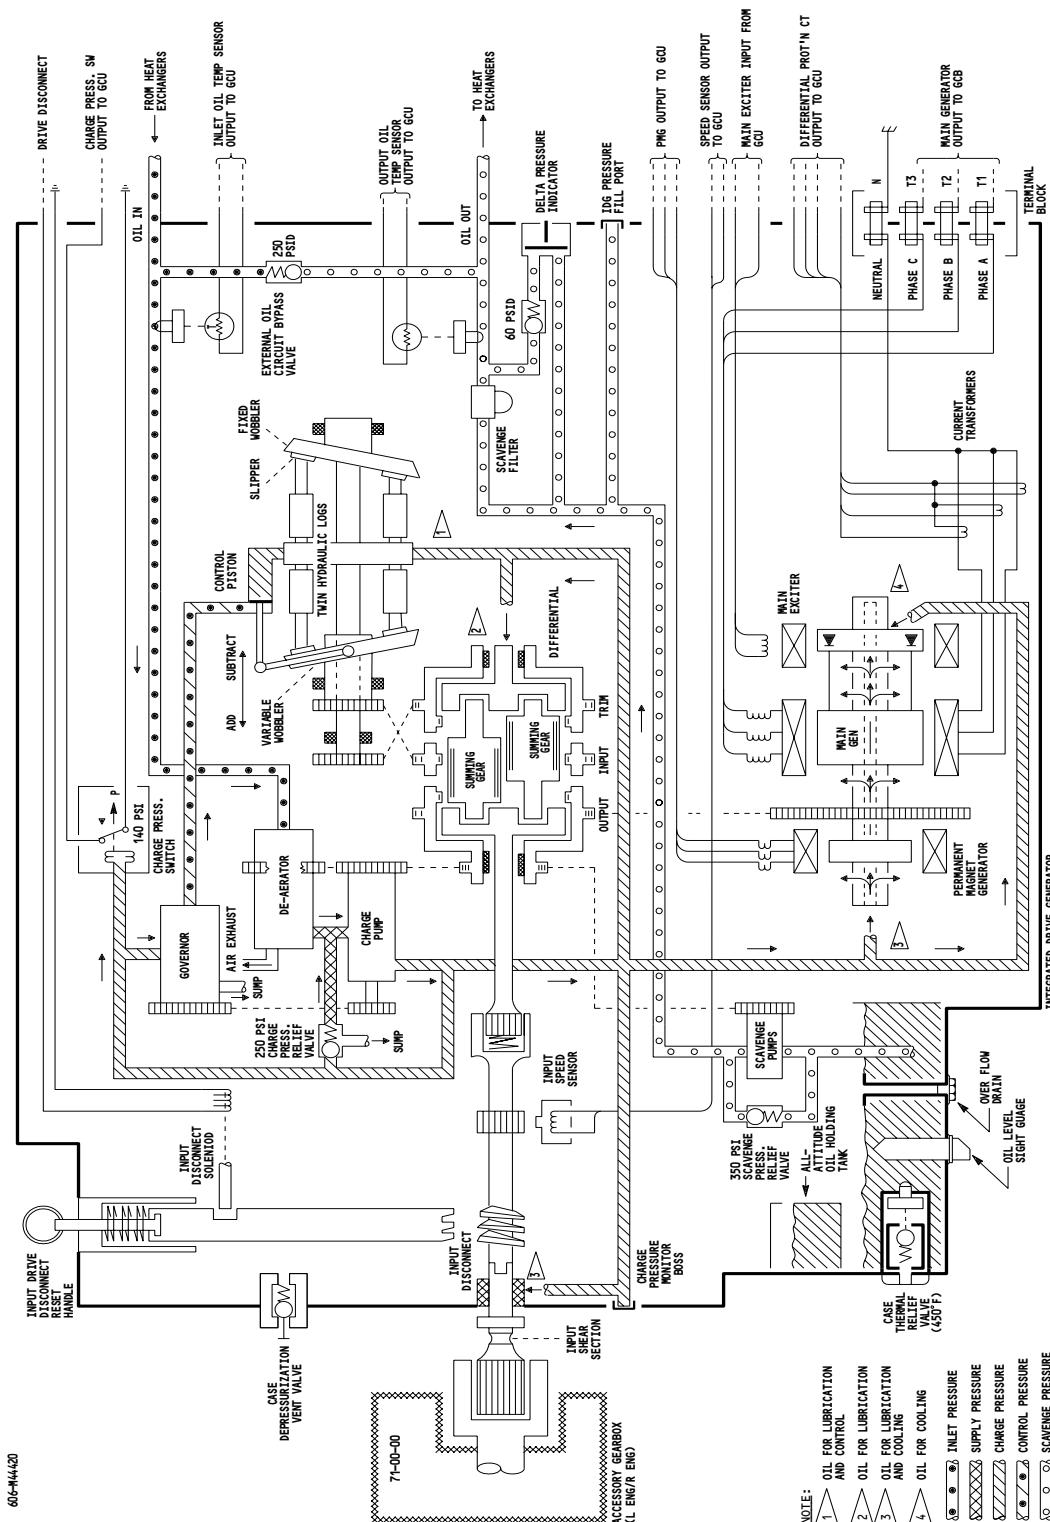 DRIVE DISCONNECT
CHARGE PRESS. SW
OUTPUT TO GCU
FROM HEAT
EXCHANGERS
INLET OIL TEMP SENSOR
OUTPUT TO GCU
OUTPUT OIL
TEMP SENSOR
OUTPUT TO GCU
TO HEAT
EXCHANGERS
DELTA PRESSURE
INDICATOR
IDG PRESSURE
FILL PORT
PMG OUTPUT TO GCU
SPEED SENSOR OUTPUT
TO GCU
MAIN EXCITER INPUT FROM
GCU
DIFFERENTIAL PROT'N CT
OUTPUT TO GCU
MAIN GENERATOR
OUTPUT TO GCB
N
T3
T2
T1
TERMINAL
BLOCK
NEUTRAL
PHASE C
PHASE B
PHASE A
OIL IN
OIL OUT
250
PSID
EXTERNAL OIL
CIRCUIT BYPASS
VALVE
60 PSID
FIXED
WOBBLER
SLIPPER
SCAVENGE
FILTER
CURRENT
TRANSFORMERS
CONTROL
PISTON
TWIN HYDRAULIC LOGS
1
SUBTRACT
ADD
VARIABLE
WOBBLER
2
DIFFERENTIAL
MAIN
EXCITER
4
TRIM
INPUT
OUTPUT
SUMMING
GEAR
SUMMING
GEAR
MAIN
GEN
P
140 PSI
CHARGE PRESS.
SWITCH
GOVERNOR
AIR EXHAUST
SUMP
DE-AERATOR
CHARGE
PUMP
250 PSI
CHARGE
PRESS.
RELIEF
VALVE
SUMP
PERMANENT
MAGNET
GENERATOR
3
INTEGRATED DRIVE GENERATOR
INPUT
SPEED
SENSOR
SCAVENGE
PUMPS
350 PSI
SCAVENGE
PRESS.
RELIEF
VALVE
ALL-
ATTITUDE
OIL HOLDING
TANK
OVER FLOW
DRAIN
OIL LEVEL
SIGHT GUAGE
INPUT
DISCONNECT
SOLENIOD
INPUT DRIVE
DISCONNECT
RESET
HANDLE
INPUT
DISCONNECT
3
CHARGE
PRESSURE
MONITOR
BOSS
CASE
DEPRESSURIZATION
VENT VALVE
INPUT
SHEAR
SECTION
CASE
THERMAL
RELIEF
VALVE
(450°F)
71-00-00
ACCESSORY GEARBOX
(L ENG/R ENG)
NOTE:
1 OIL FOR LUBRICATION
AND CONTROL
2 OIL FOR LUBRICATION
3 OIL FOR LUBRICATION
AND COOLING
4 OIL FOR COOLING
INLET PRESSURE
SUPPLY PRESSURE
CHARGE PRESSURE
CONTROL PRESSURE
SCAVENGE PRESSURE
606-M44420